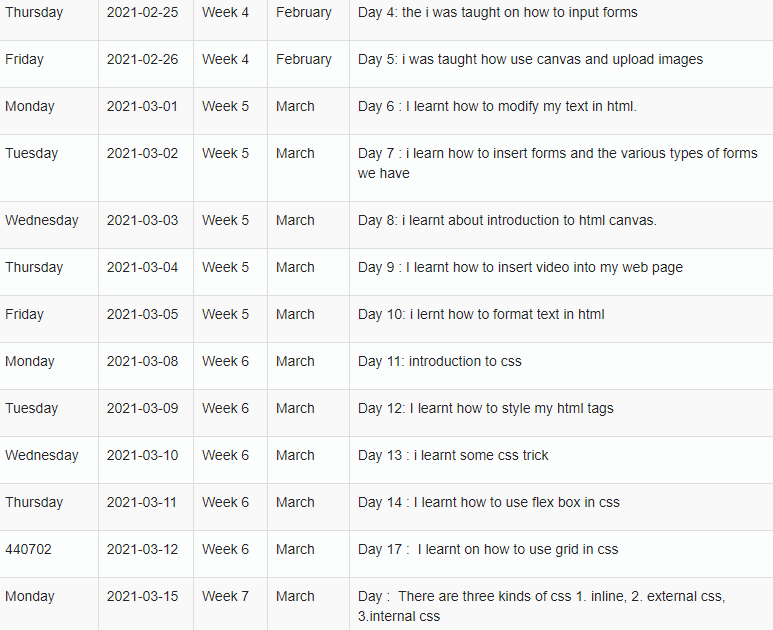 Thursday 2021-02-25 Week 4 February Day 4: the i was taught on how to input forms
Friday 2021-02-26 Week 4 February Day 5: i was taught how use canvas and upload images
Monday 2021-03-01 Week 5 March Day 6 : I learnt how to modify my text in html.
Tuesday 2021-03-02 Week 5 March Day 7 : i learn how to insert forms and the various types of forms
we have
Wednesday 2021-03-03 Week 5 March Day 8: i learnt about introduction to html canvas.
Thursday 2021-03-04 Week 5 March Day 9 : I learnt how to insert video into my web page
Friday 2021-03-05 Week 5 March Day 10: i lernt how to format text in html
Monday 2021-03-08 Week 6 March Day 11: introduction to css
Tuesday 2021-03-09 Week 6 March Day 12: I learnt how to style my html tags
Wednesday 2021-03-10 Week 6 March Day 13 : i learnt some css trick
Thursday 2021-03-11 Week 6 March Day 14 : I learnt how to use flex box in css
440702 2021-03-12 Week 6 March Day 17 :  I learnt on how to use grid in css
Monday 2021-03-15 Week 7 March Day :  There are three kinds of css 1. inline, 2. external css,
3.internal css